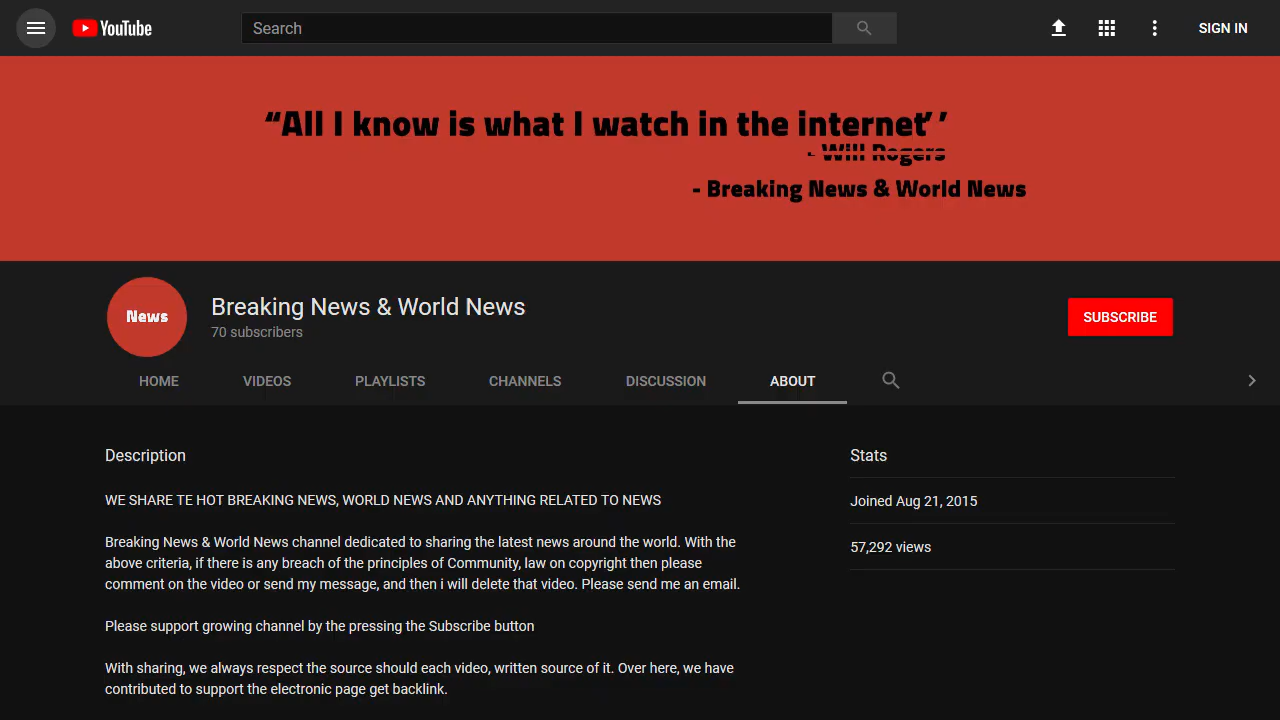 YouTube
Search
SIGN IN
“All I know is what I watch in the internet’’
- Will Rogers
- Breaking News & World News
News
Breaking News & World News
70 subscribers
SUBSCRIBE
HOME VIDEOS PLAYLISTS CHANNELS DISCUSSION ABOUT
Description
WE SHARE TE HOT BREAKING NEWS, WORLD NEWS AND ANYTHING RELATED TO NEWS
Breaking News & World News channel dedicated to sharing the latest news around the world. With the
above criteria, if there is any breach of the principles of Community, law on copyright then please
comment on the video or send my message, and then i will delete that video. Please send me an email.
Please support growing channel by the pressing the Subscribe button
With sharing, we always respect the source should each video, written source of it. Over here, we have
contributed to support the electronic page get backlink.
Stats
Joined Aug 21, 2015
57,292 views